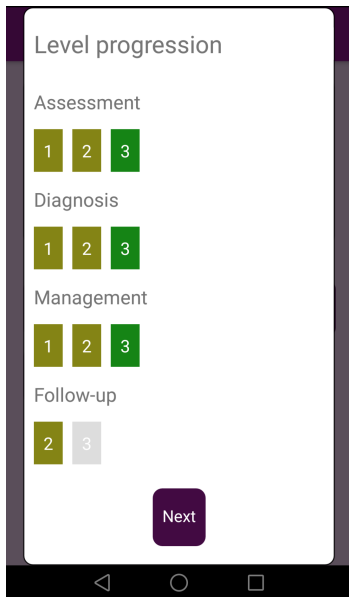 Level progression
Assessment
1 2 3
Diagnosis
1 2 3
Management
1 2 3
Follow-up
2 3
Next